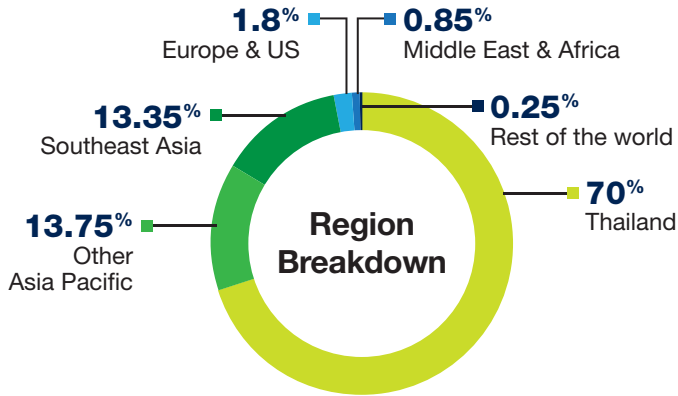 1.8%
Europe & US
0.85%
Middle East & Africa
13.35%
Southeast Asia
0.25%
Rest of the world
70%
Thailand
13.75%
Other
Asia Pacific
Region
Breakdown